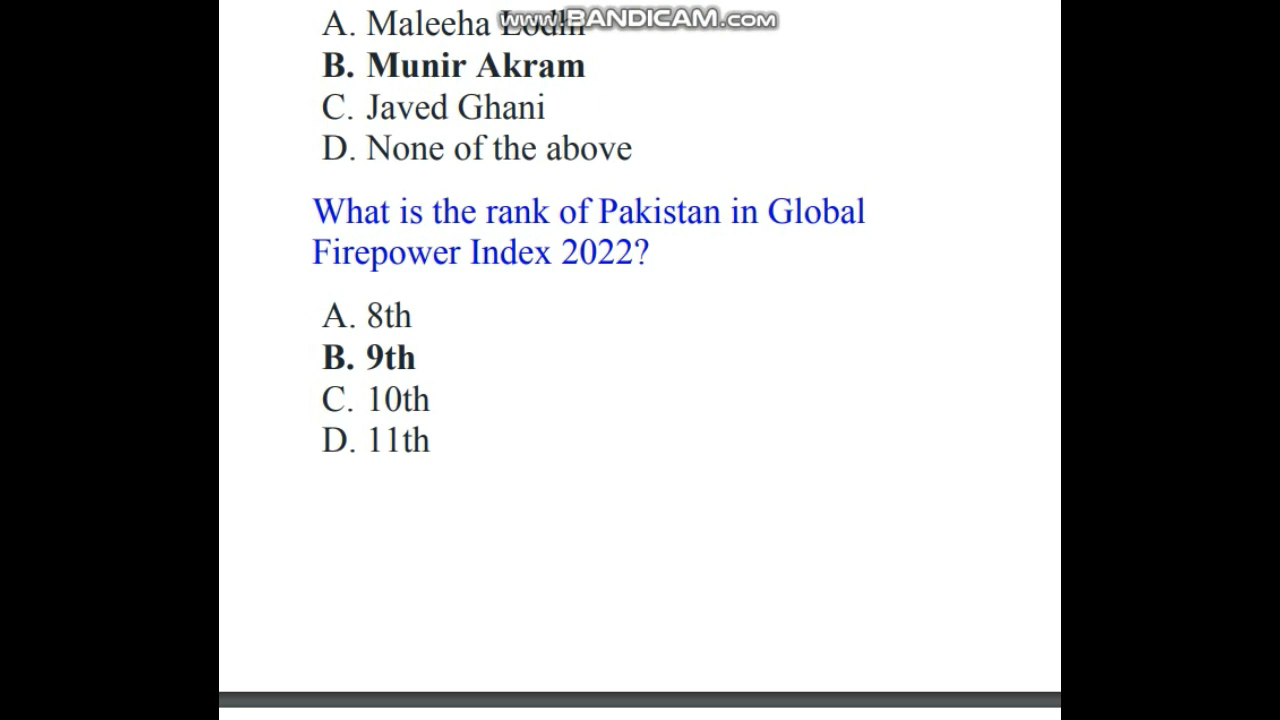 www.BANDICAM.com
A. Maleeha Lodhi
B. Munir Akram
C. Javed Ghani
D. None of the above
What is the rank of Pakistan in Global
Firepower Index 2022?
A. 8th
B. 9th
C. 10th
D. 11th